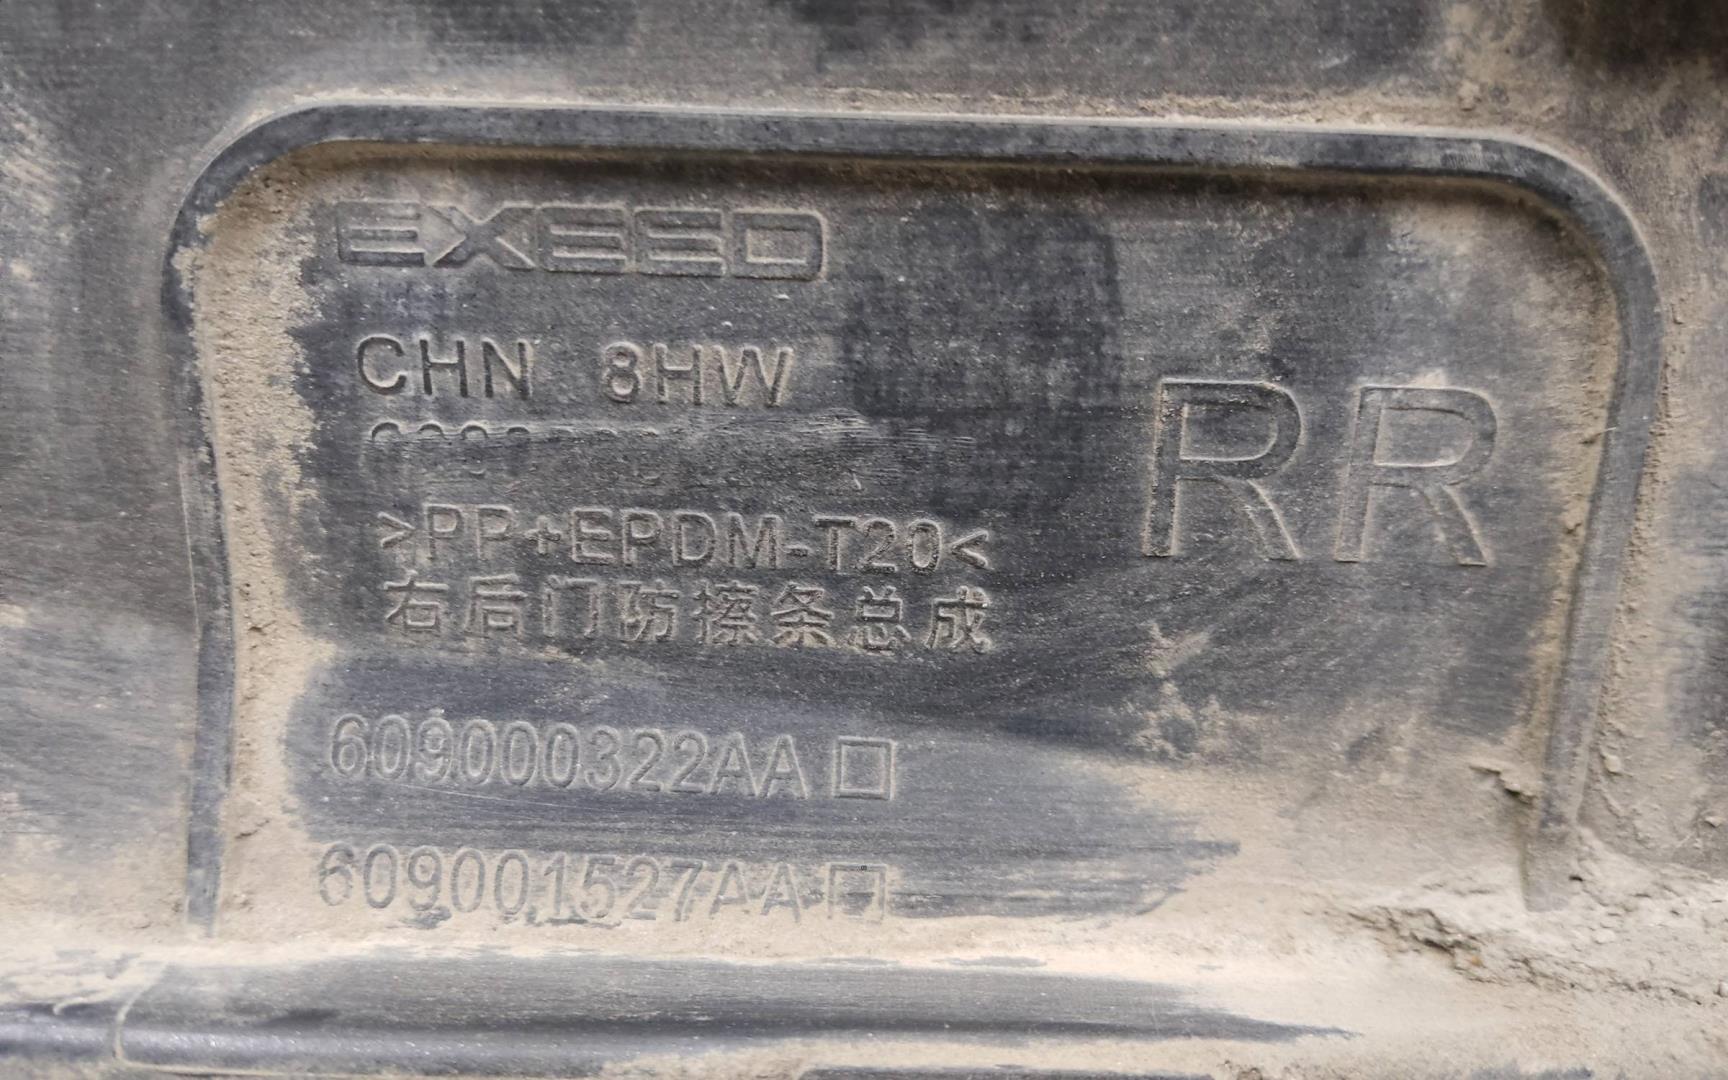 EXEED
CHN 8HW
>PP+EPDM-T20<
右后门防擦条总成
RR
609000322AA□
609001527AA□